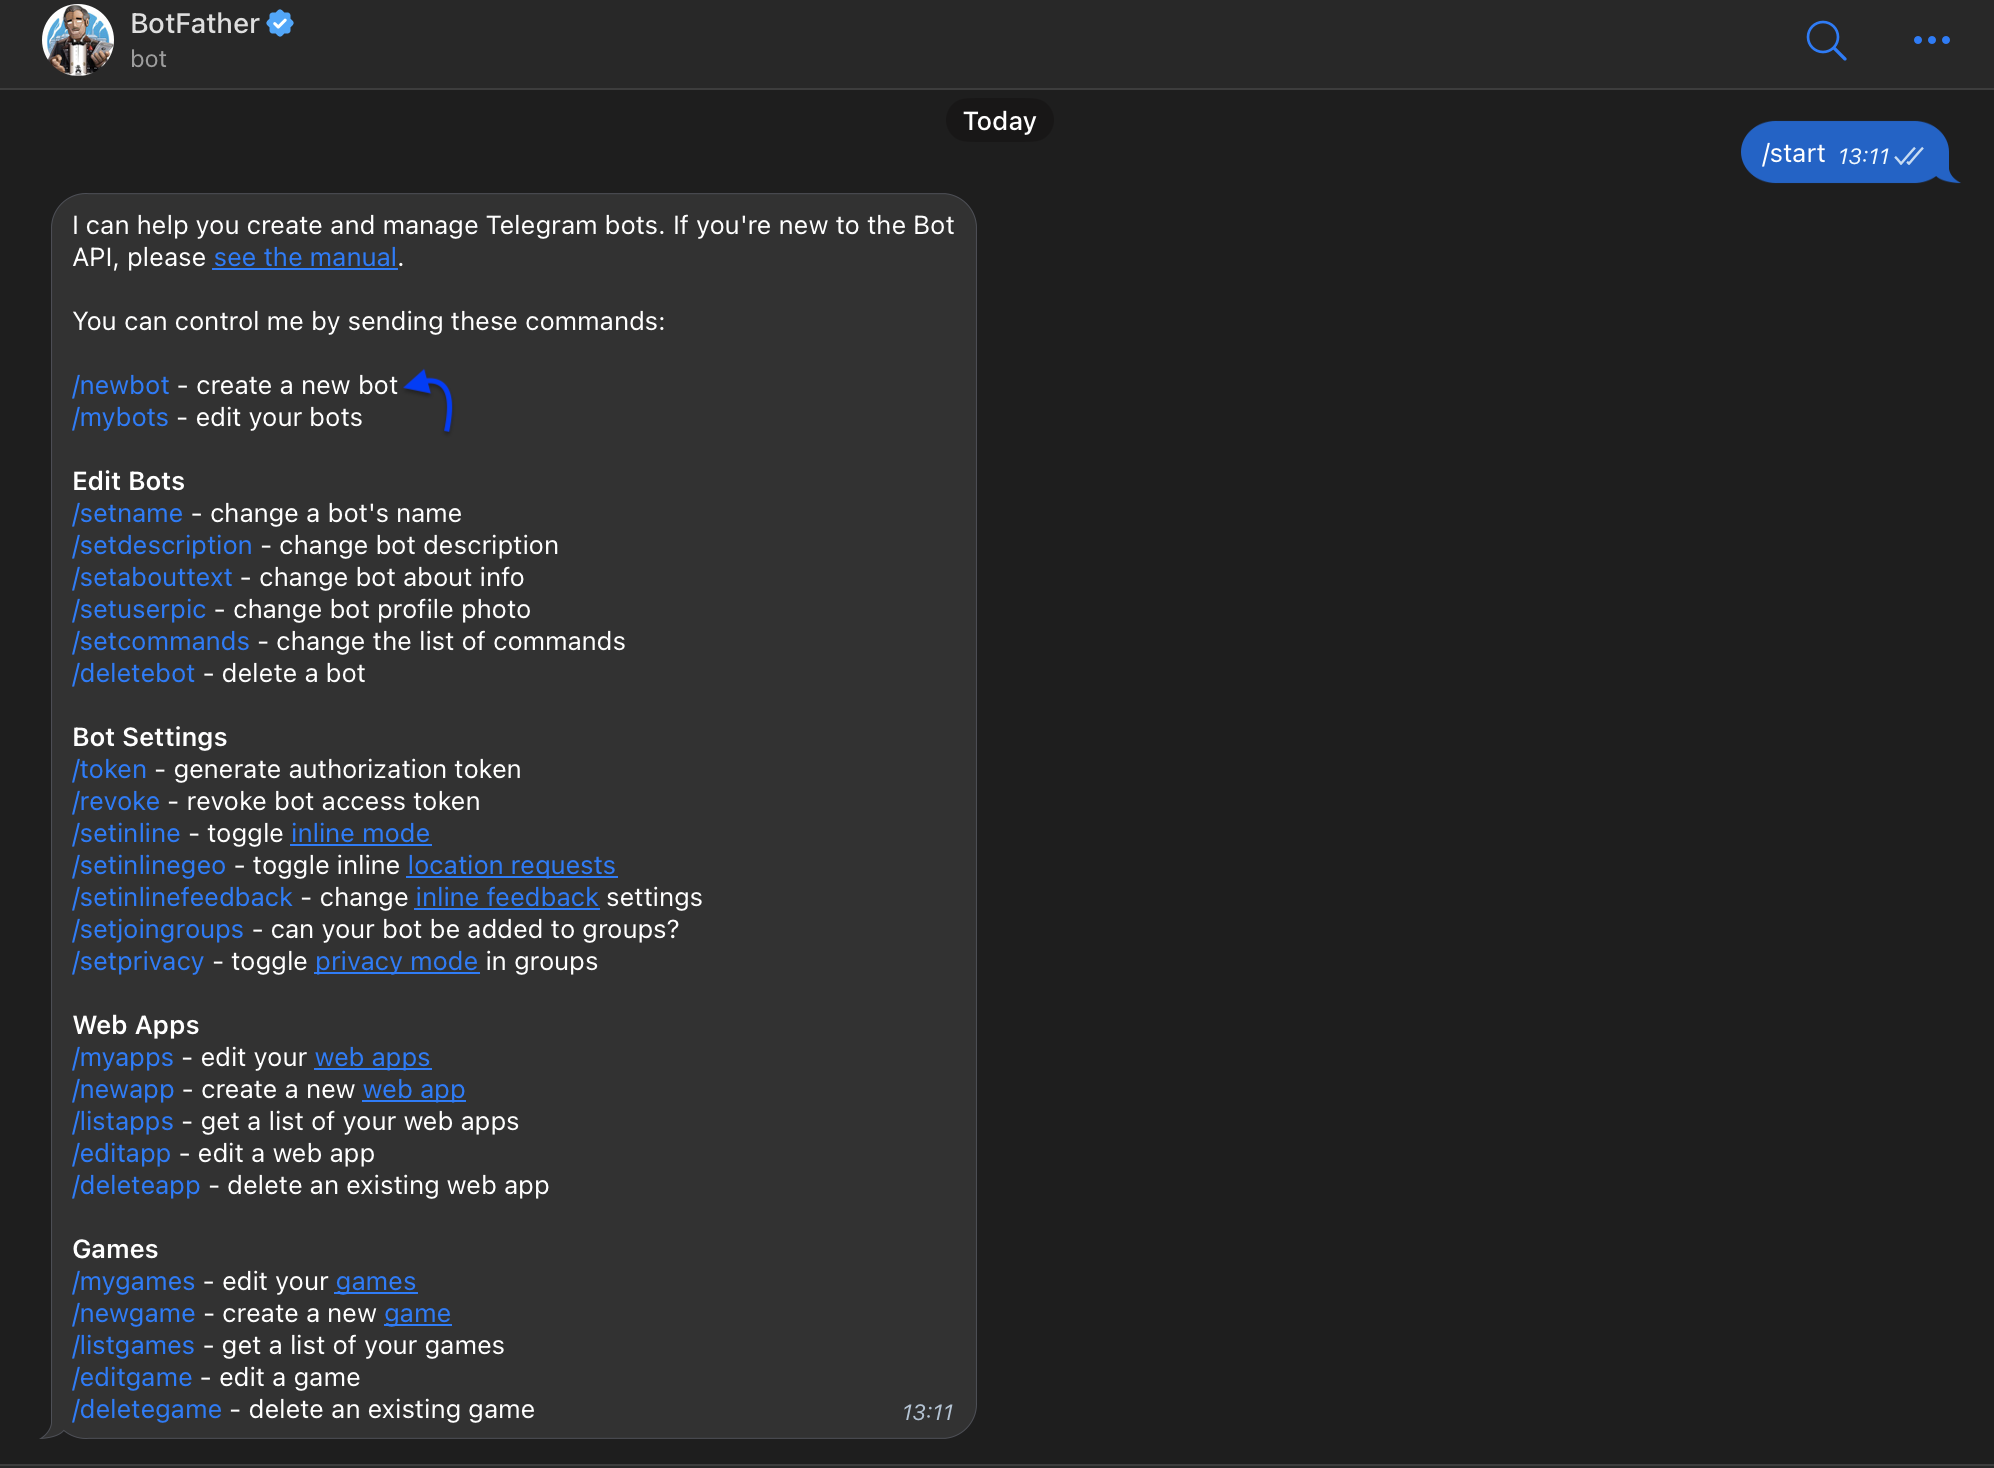 BotFather
bot
Today
/start 13:11
I can help you create and manage Telegram bots. If you're new to the Bot
API, please see the manual.
You can control me by sending these commands:
/newbot - create a new bot
/mybots - edit your bots
Edit Bots
/setname - change a bot's name
/setdescription - change bot description
/setabouttext - change bot about info
/setuserpic - change bot profile photo
/setcommands - change the list of commands
/deletebot - delete a bot
Bot Settings
/token - generate authorization token
/revoke - revoke bot access token
/setinline - toggle inline mode
/setinlinegeo - toggle inline location requests
/setinlinefeedback - change inline feedback settings
/setjoingroups - can your bot be added to groups?
/setprivacy - toggle privacy mode in groups
Web Apps
/myapps - edit your web apps
/newapp - create a new web app
/listapps - get a list of your web apps
/editapp - edit a web app
/deleteapp - delete an existing web app
Games
/mygames - edit your games
/newgame - create a new game
/listgames - get a list of your games
/editgame - edit a game
/deletegame - delete an existing game
13:11